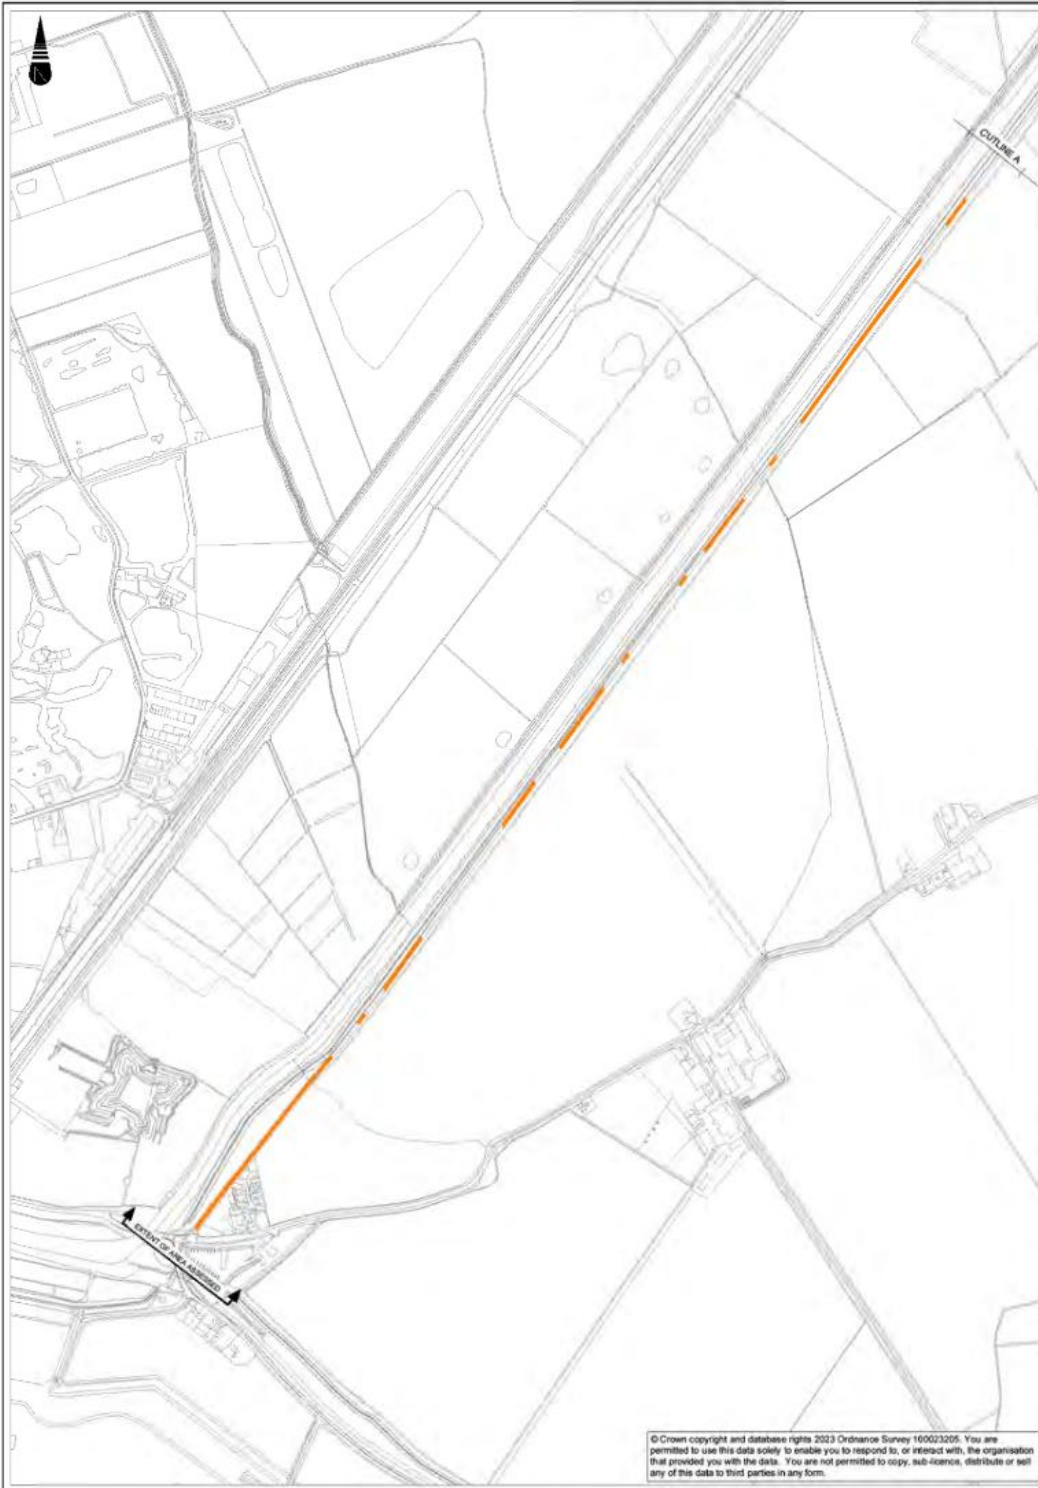 N
CUTLINE A
EXTENT OF AREA ASSESSED
© Crown copyright and database rights 2023 Ordnance Survey 100023205. You are
permitted to use this data solely to enable you to respond to, or interact with, the organisation
that provided you with the data. You are not permitted to copy, sub-licence, distribute or sell
any of this data to third parties in any form.